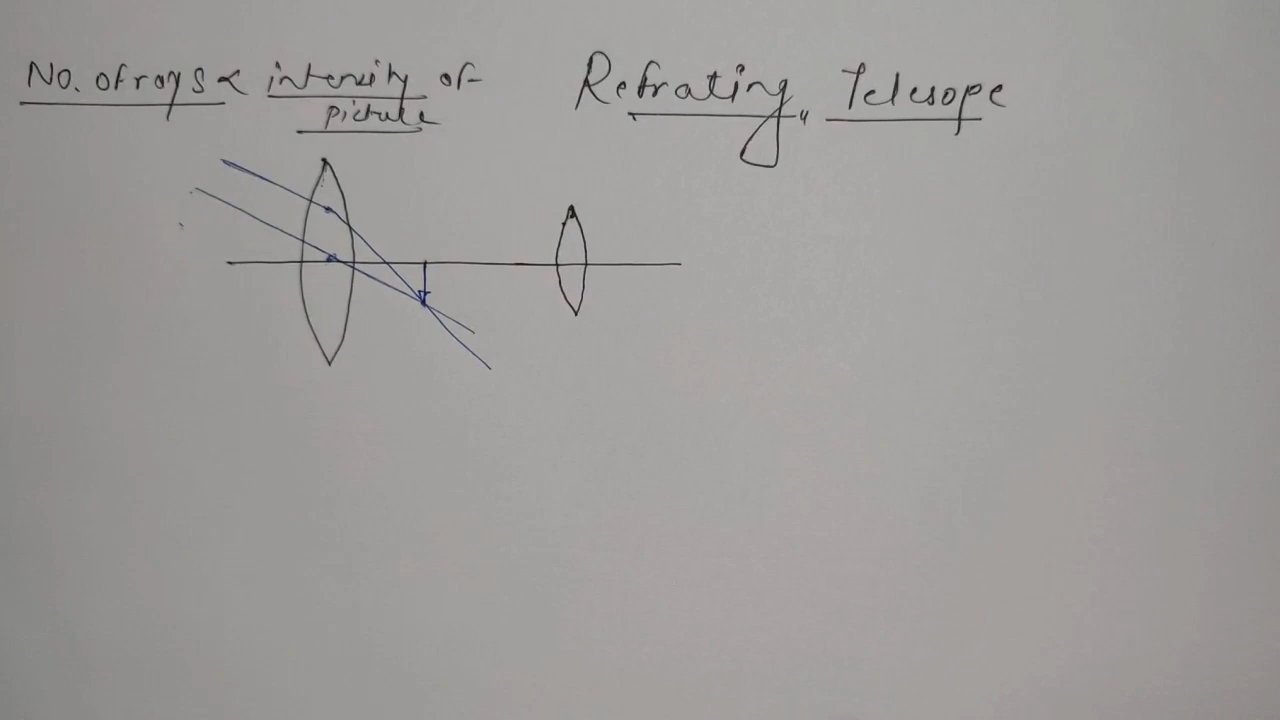 No. of rays ∝ intensity of
picture
Refrating Telesope